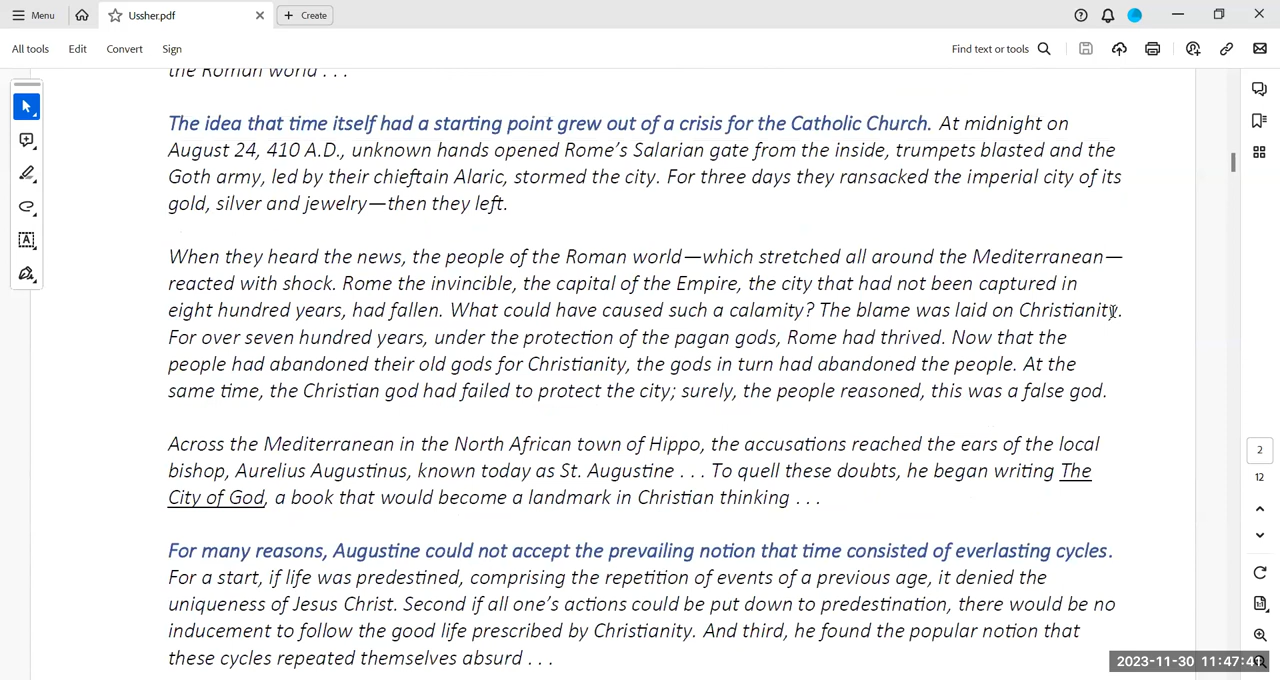 Menu
Ussher.pdf
Create
All tools
Edit
Convert
Sign
Find text or tools
the Roman world . . .
The idea that time itself had a starting point grew out of a crisis for the Catholic Church. At midnight on
August 24, 410 A.D., unknown hands opened Rome’s Salarian gate from the inside, trumpets blasted and the
Goth army, led by their chieftain Alaric, stormed the city. For three days they ransacked the imperial city of its
gold, silver and jewelry—then they left.
When they heard the news, the people of the Roman world—which stretched all around the Mediterranean—
reacted with shock. Rome the invincible, the capital of the Empire, the city that had not been captured in
eight hundred years, had fallen. What could have caused such a calamity? The blame was laid on Christianity.
For over seven hundred years, under the protection of the pagan gods, Rome had thrived. Now that the
people had abandoned their old gods for Christianity, the gods in turn had abandoned the people. At the
same time, the Christian god had failed to protect the city; surely, the people reasoned, this was a false god.
Across the Mediterranean in the North African town of Hippo, the accusations reached the ears of the local
bishop, Aurelius Augustinus, known today as St. Augustine . . . To quell these doubts, he began writing The
City of God, a book that would become a landmark in Christian thinking . . .
For many reasons, Augustine could not accept the prevailing notion that time consisted of everlasting cycles.
For a start, if life was predestined, comprising the repetition of events of a previous age, it denied the
uniqueness of Jesus Christ. Second if all one’s actions could be put down to predestination, there would be no
inducement to follow the good life prescribed by Christianity. And third, he found the popular notion that
these cycles repeated themselves absurd . . .
2
12
2023-11-30 11:47:41